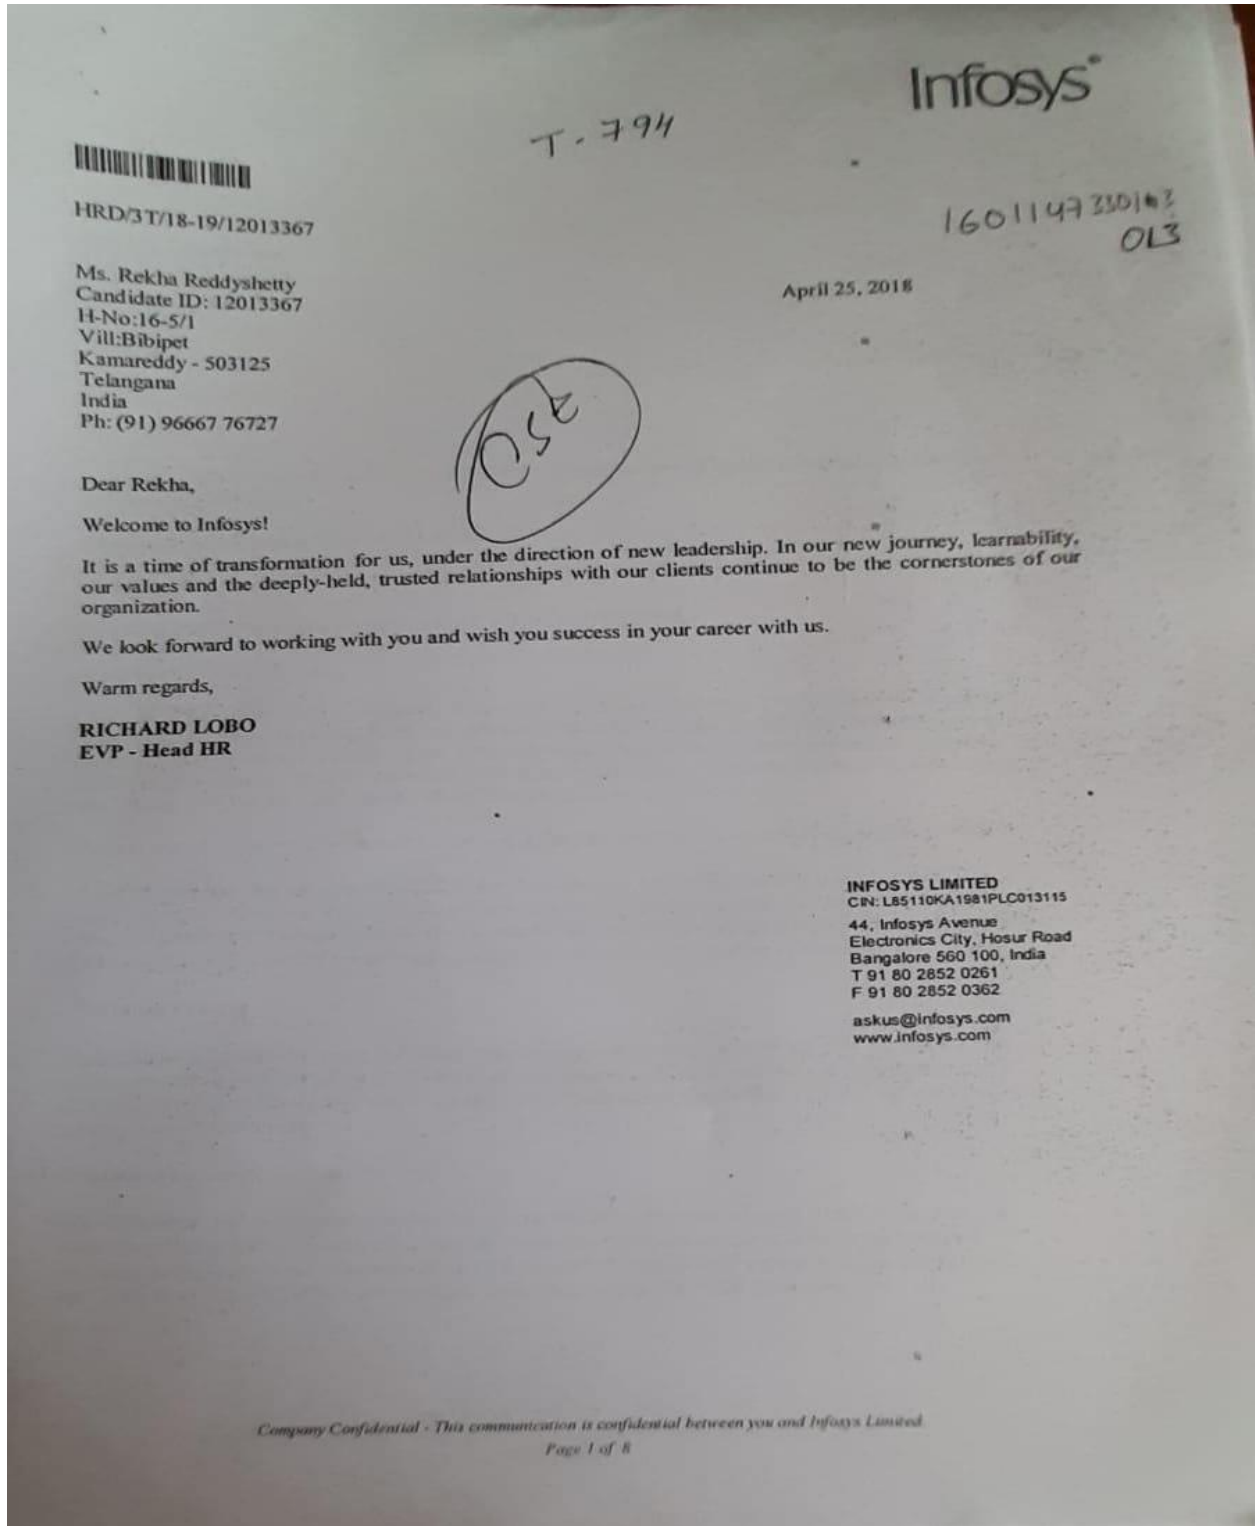 Infosys
T. 794
HRD/3T/18-19/12013367
OL3
Ms. Rekha Reddyshetty
Candidate ID: 12013367
H-No:16-5/1
Vill:Bibipet
Kamareddy - 503125
Telangana
India
Ph: (91) 96667 76727
April 25, 2018
CSE
Dear Rekha,
Welcome to Infosys!
It is a time of transformation for us, under the direction of new leadership. In our new journey, learnability,
our values and the deeply-held, trusted relationships with our clients continue to be the cornerstones of our
organization.
We look forward to working with you and wish you success in your career with us.
Warm regards,
RICHARD LOBO
EVP - Head HR
INFOSYS LIMITED
CIN: L85110KA1981PLC013115
44, Infosys Avenue
Electronics City, Hosur Road
Bangalore 560 100, India
T 91 80 2852 0261
F 91 80 2852 0362
askus@infosys.com
www.infosys.com
Company Confidential - This communication is confidential between you and Infosys Limited
Page 1 of 8